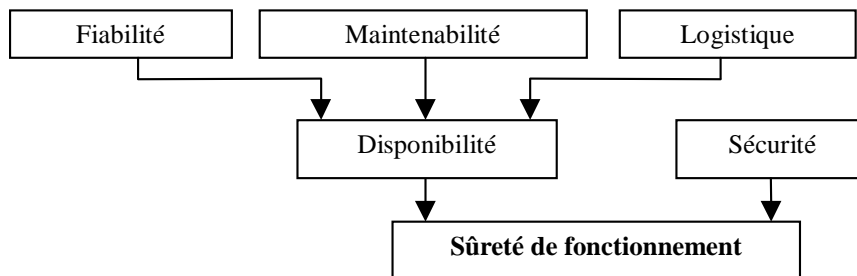 Fiabilité
Maintenabilité
Logistique
Disponibilité
Sécurité
Sûreté de fonctionnement